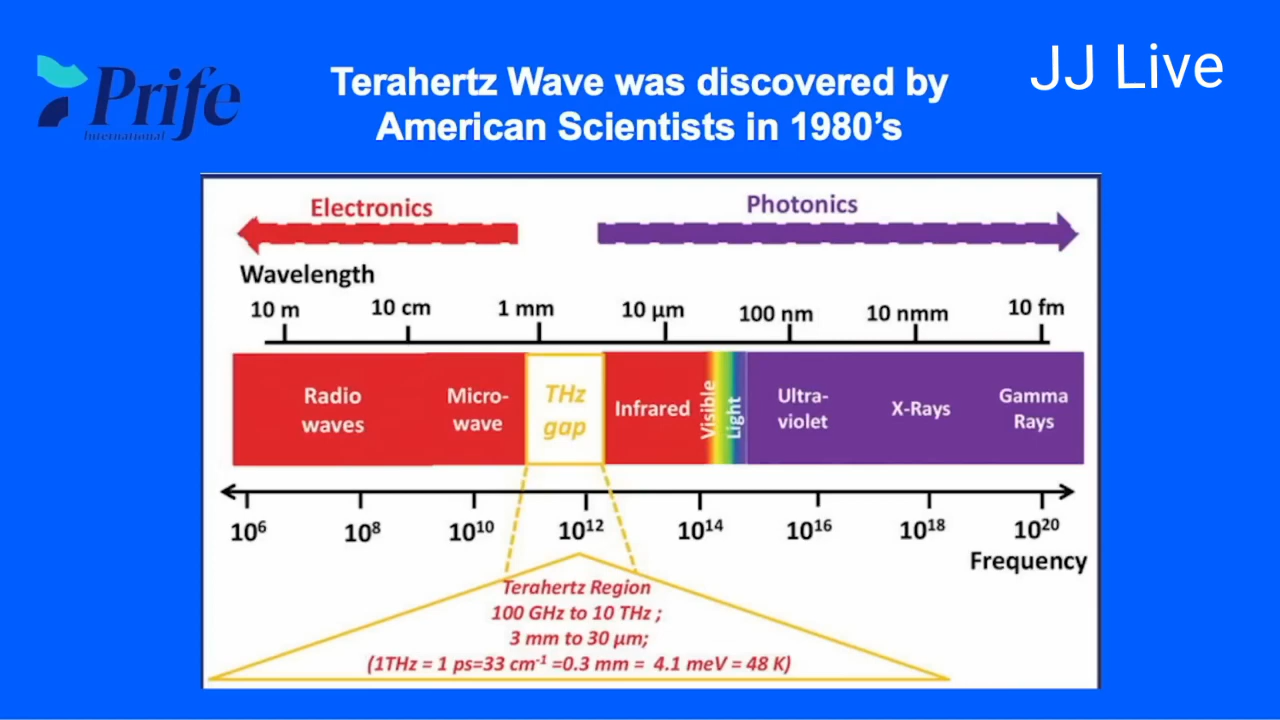 Prife
International
Terahertz Wave was discovered by
American Scientists in 1980's
JJ Live
Electronics
Photonics
Wavelength
10 m 10 cm 1 mm 10 µm 100 nm 10 nmm 10 fm
Radio
waves
Micro-
wave
THz
gap
Infrared
Visible
Light
Ultra-
violet
X-Rays
Gamma
Rays
10⁶ 10⁸ 10¹⁰ 10¹² 10¹⁴ 10¹⁶ 10¹⁸ 10²⁰
Frequency
Terahertz Region
100 GHz to 10 THz ;
3 mm to 30 µm;
(1THz = 1 ps=33 cm⁻¹ =0.3 mm = 4.1 meV = 48 K)